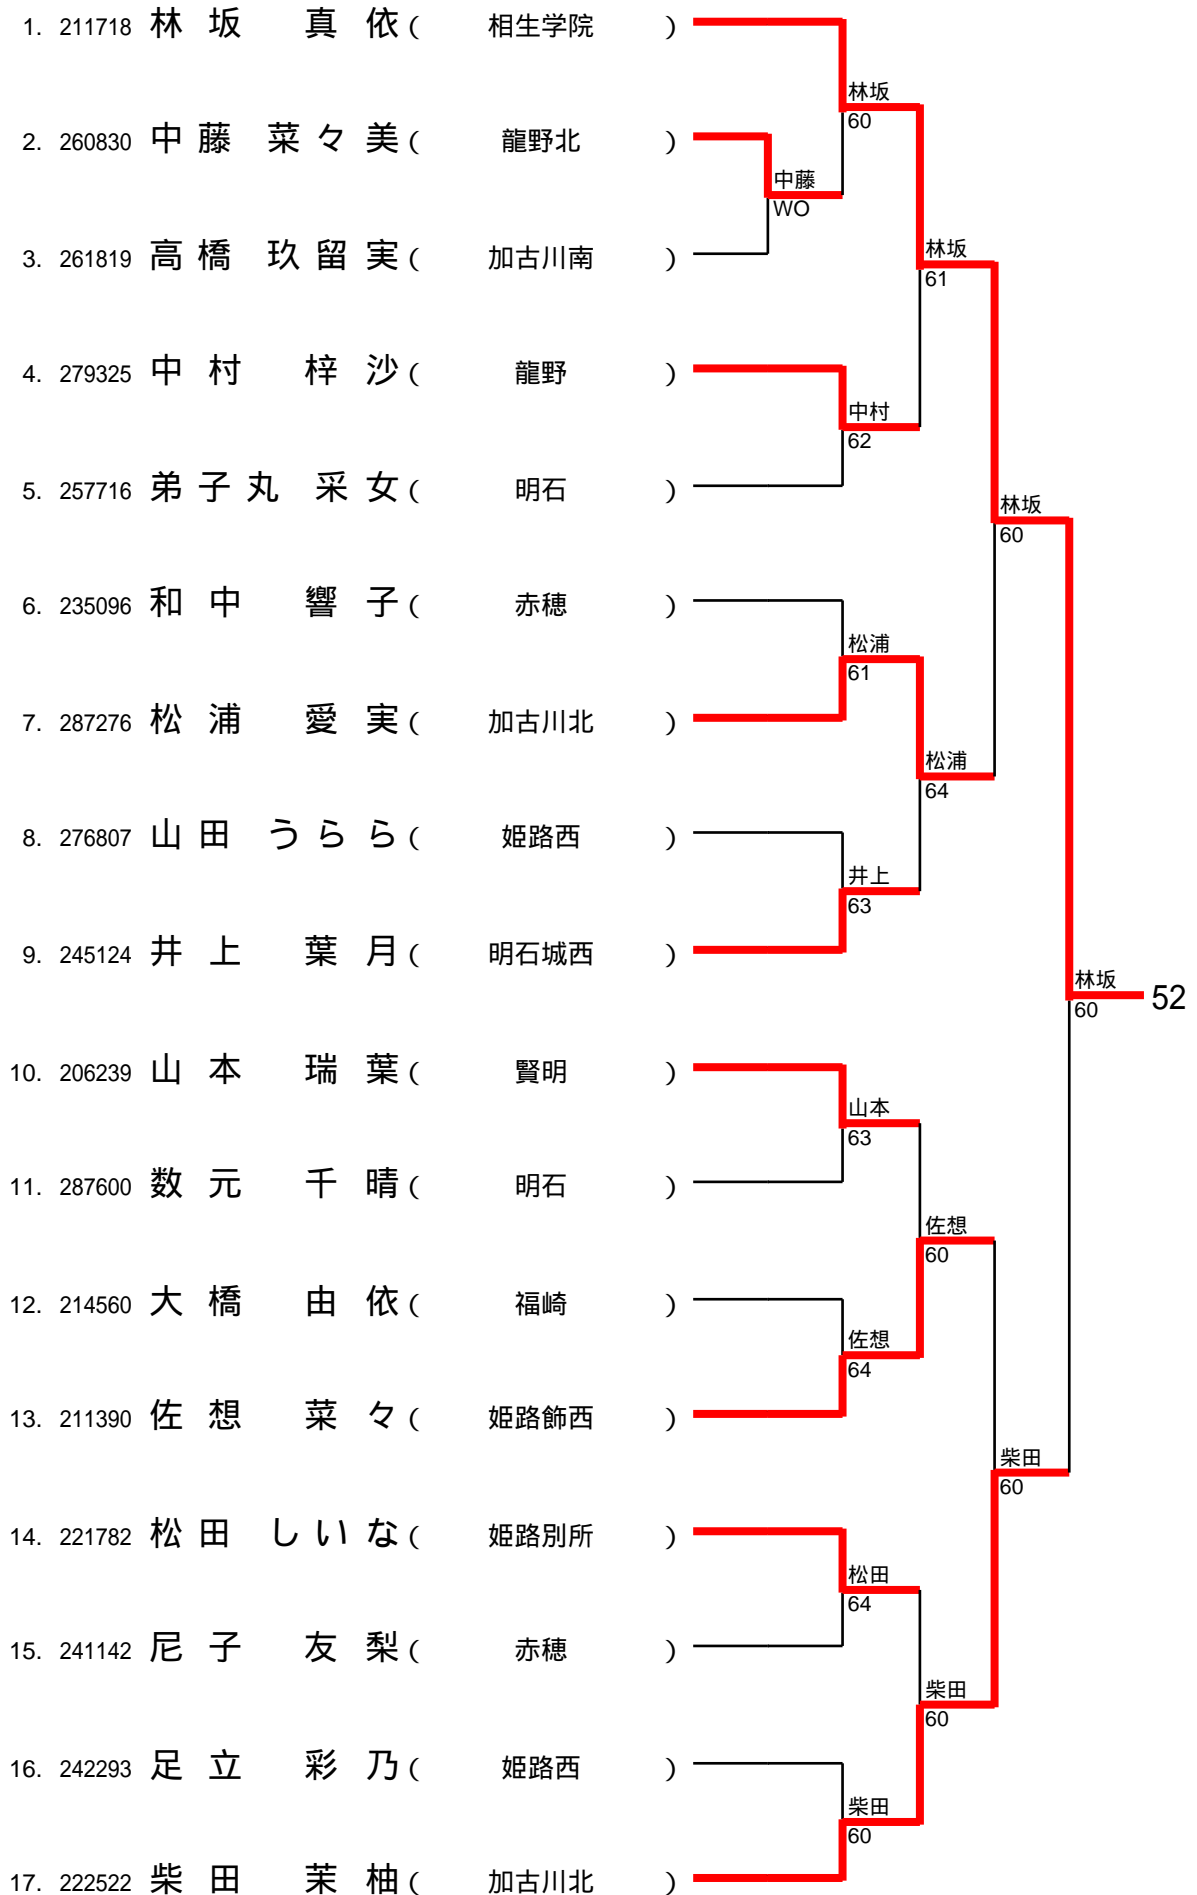 1. 211718 林坂 真依 ( 相生学院 )
林坂
60
2. 260830 中藤 菜々美 ( 龍野北 )
中藤
WO
3. 261819 高橋 玖留実 ( 加古川南 )
林坂
61
4. 279325 中村 梓沙 ( 龍野 )
中村
62
5. 257716 弟子丸 采女 ( 明石 )
林坂
60
6. 235096 和中 響子 ( 赤穂 )
松浦
61
7. 287276 松浦 愛実 ( 加古川北 )
松浦
64
8. 276807 山田 うらら ( 姫路西 )
井上
63
9. 245124 井上 葉月 ( 明石城西 )
林坂
60
52
10. 206239 山本 瑞葉 ( 賢明 )
山本
63
11. 287600 数元 千晴 ( 明石 )
佐想
60
12. 214560 大橋 由依 ( 福崎 )
佐想
64
13. 211390 佐想 菜々 ( 姫路飾西 )
柴田
60
14. 221782 松田 しいな ( 姫路別所 )
松田
64
15. 241142 尼子 友梨 ( 赤穂 )
柴田
60
16. 242293 足立 彩乃 ( 姫路西 )
柴田
60
17. 222522 柴田 茉柚 ( 加古川北 )